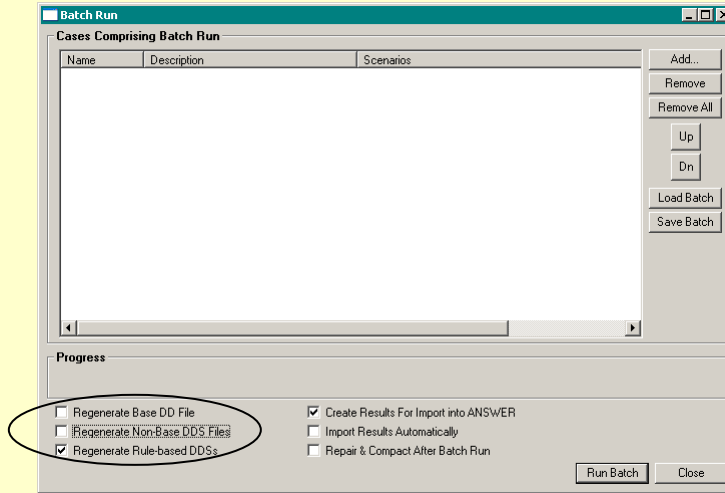 Batch Run
Cases Comprising Batch Run
Name Description Scenarios
Add...
Remove
Remove All
Up
Dn
Load Batch
Save Batch
Progress
Regenerate Base DD File
Regenerate Non-Base DDS Files
Regenerate Rule-based DDSs
Create Results For Import into ANSWER
Import Results Automatically
Repair & Compact After Batch Run
Run Batch
Close